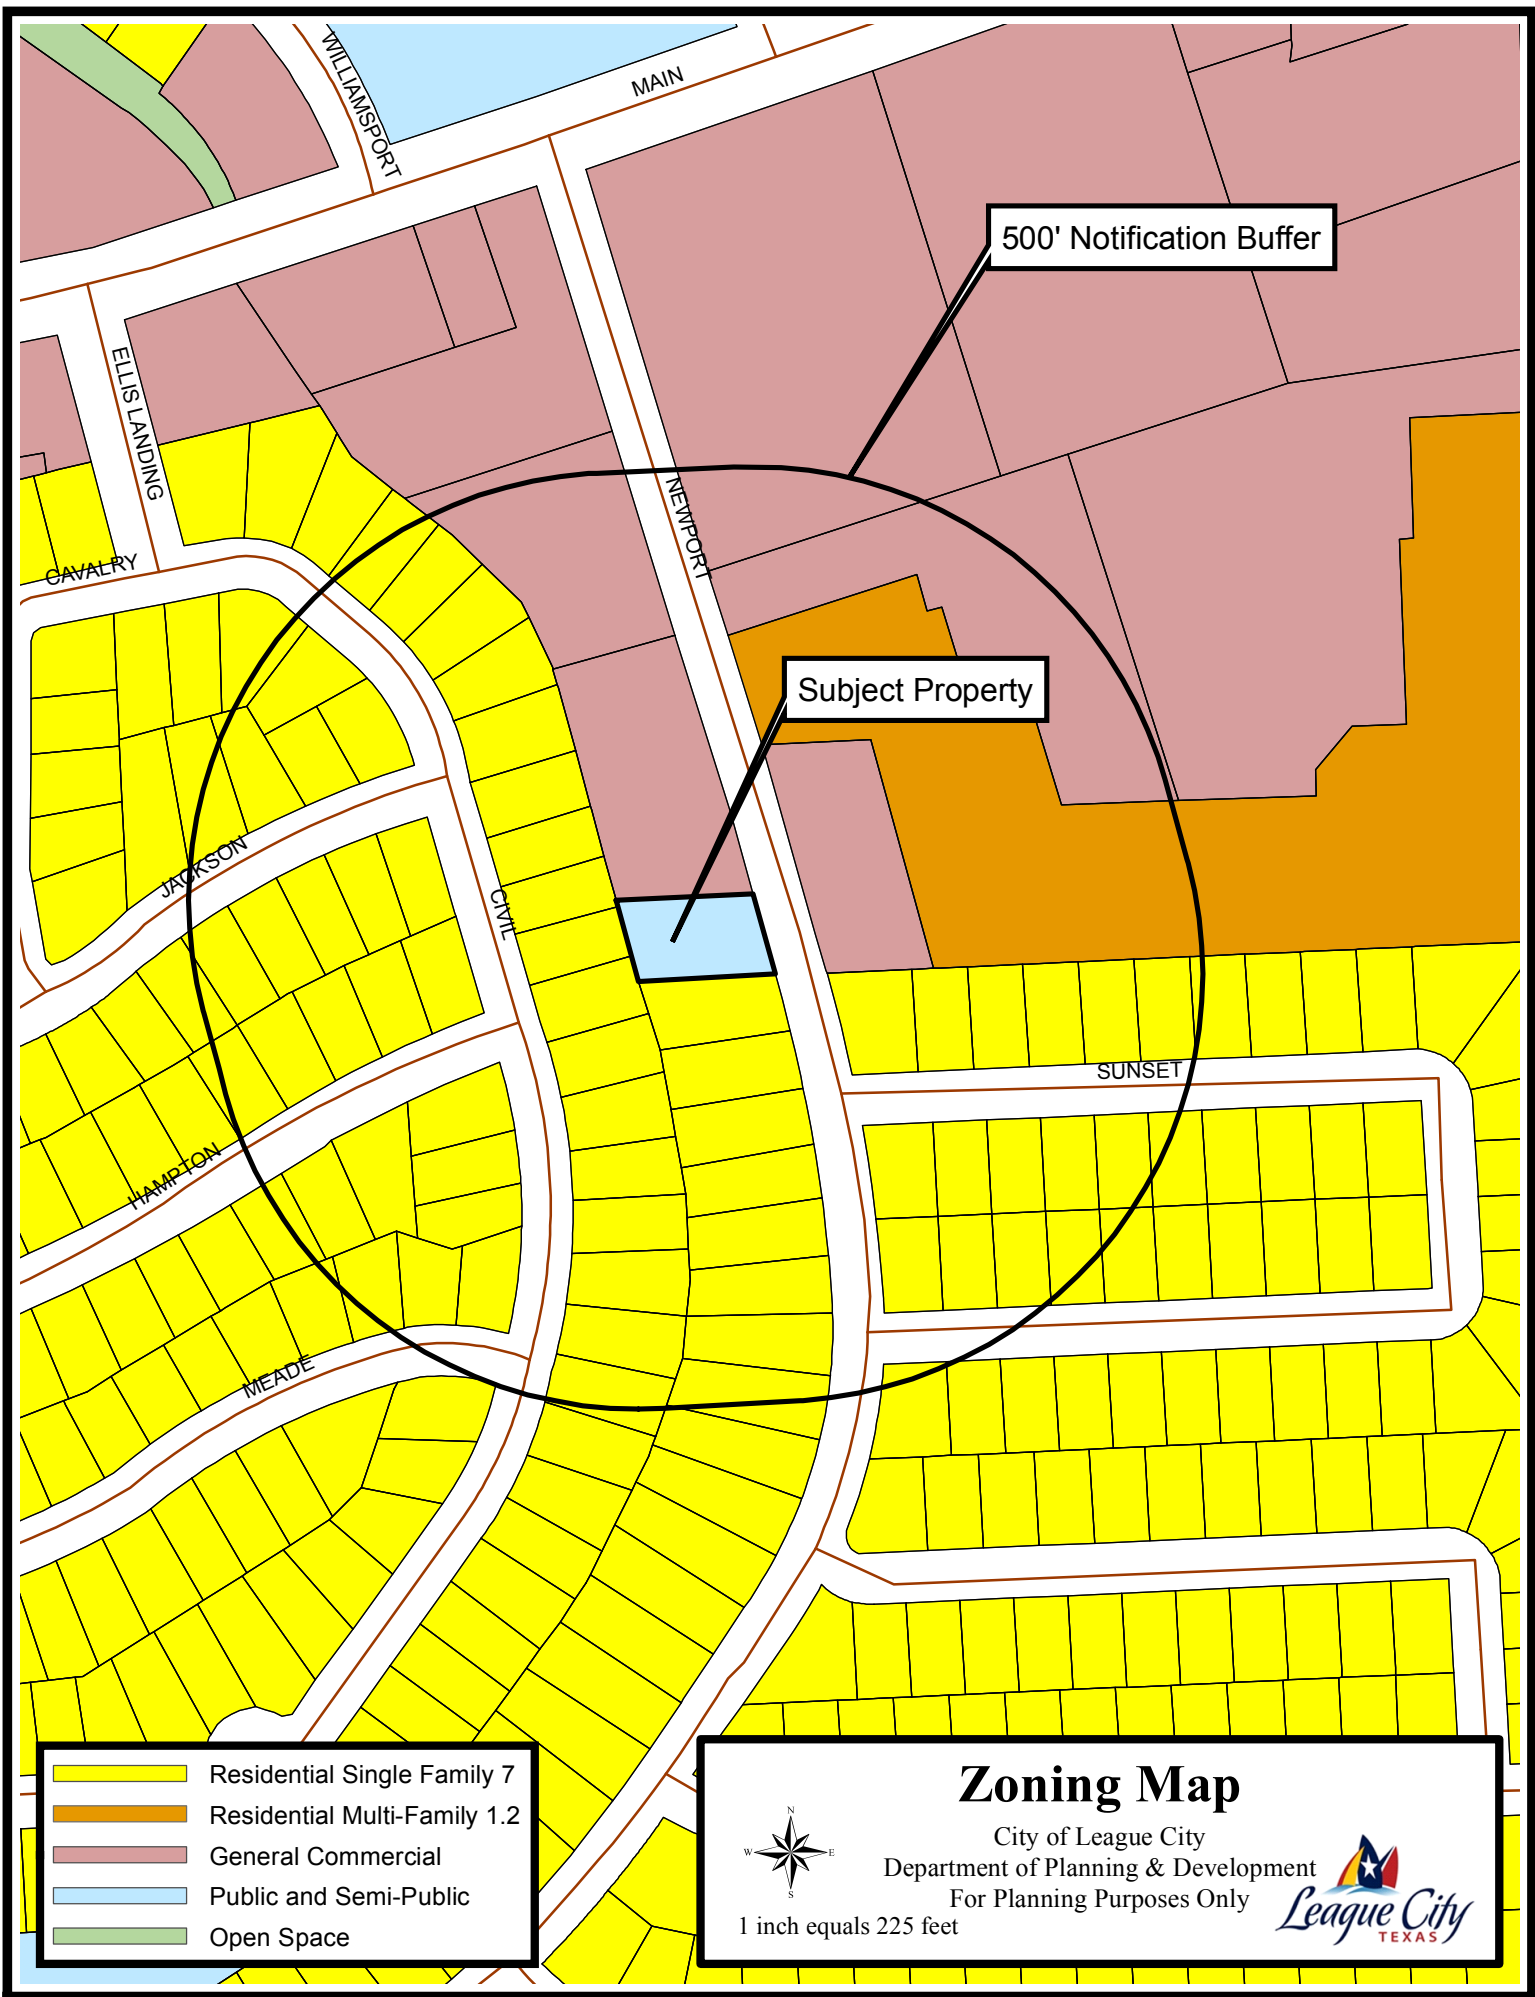 WILLIAMSPORT
MAIN
500' Notification Buffer
ELLIS LANDING
NEWPORT
CAVALRY
Subject Property
JACKSON
CIVIL
SUNSET
HAMPTON
MEADE
Residential Single Family 7
Residential Multi-Family 1.2
General Commercial
Public and Semi-Public
Open Space
Zoning Map
City of League City
Department of Planning & Development
For Planning Purposes Only
1 inch equals 225 feet
N
W
E
S
League City
TEXAS